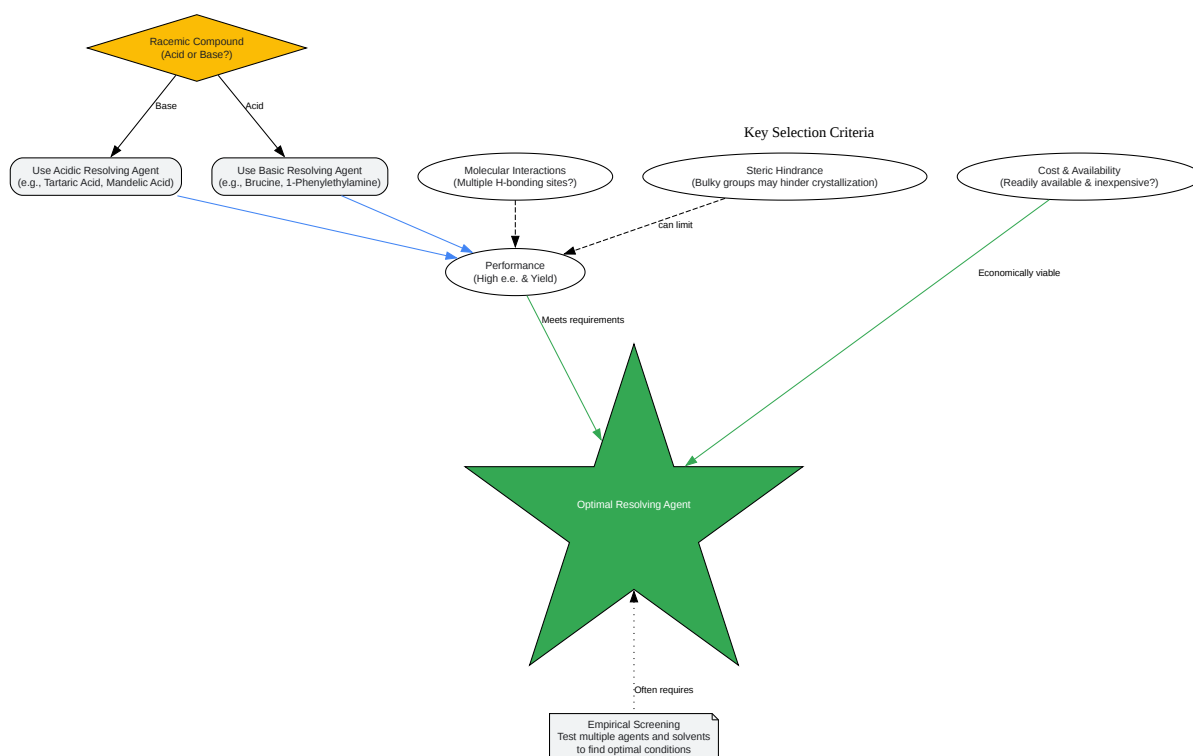 Racemic Compound
(Acid or Base?)
Base
Acid
Key Selection Criteria
Use Acidic Resolving Agent
(e.g., Tartaric Acid, Mandelic Acid)
Use Basic Resolving Agent
(e.g., Brucine, 1-Phenylethylamine)
Molecular Interactions
(Multiple H-bonding sites?)
Steric Hindrance
(Bulky groups may hinder crystallization)
Cost & Availability
(Readily available & inexpensive?)
can limit
Performance
(High e.e. & Yield)
Economically viable
Meets requirements
Optimal Resolving Agent
Often requires
Empirical Screening
Test multiple agents and solvents
to find optimal conditions